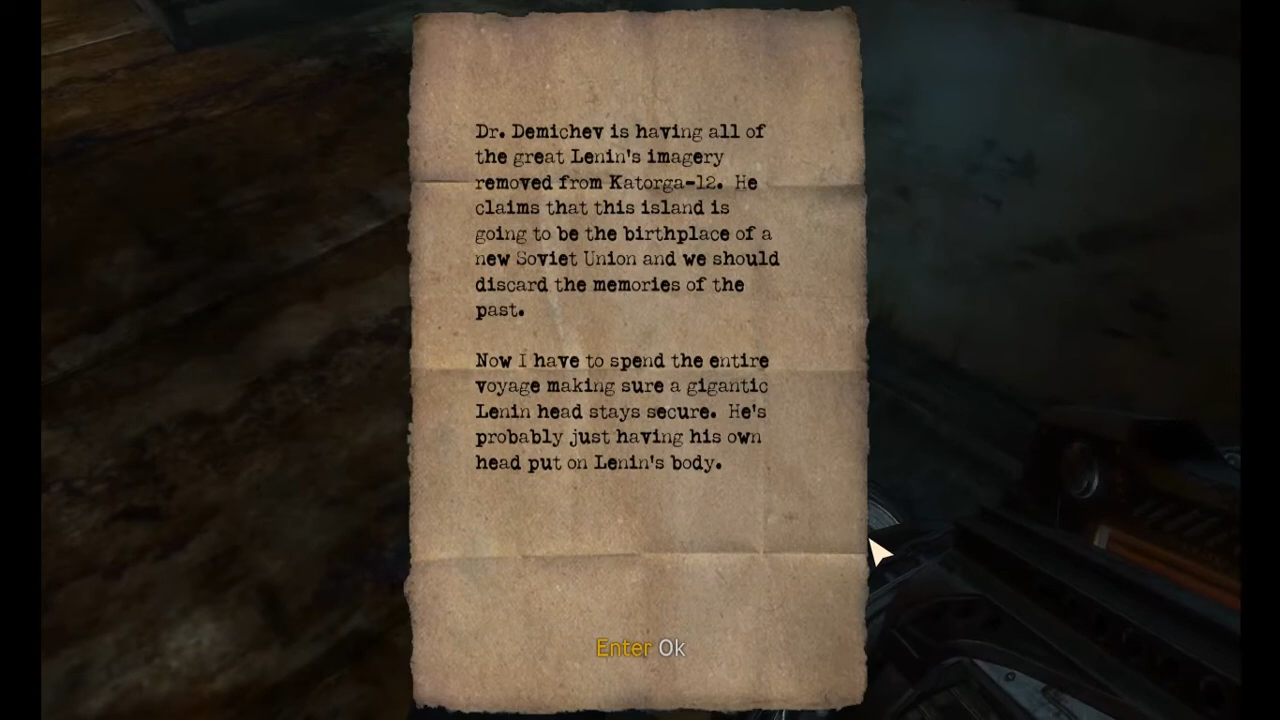 Dr. Demichev is having all of
the great Lenin's imagery
removed from Katorga-12. He
claims that this island is
going to be the birthplace of a
new Soviet Union and we should
discard the memories of the
past.
Now I have to spend the entire
voyage making sure a gigantic
Lenin head stays secure. He's
probably just having his own
head put on Lenin's body.
Enter Ok